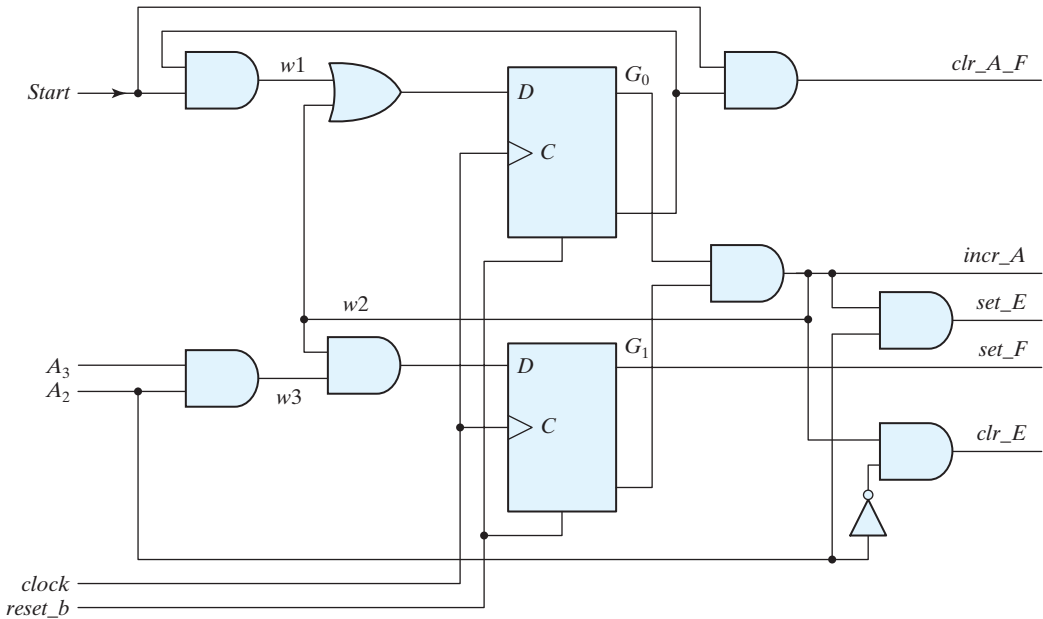 w1
G₀
clr_A_F
Start
D
C
incr_A
w2
set_E
G₁
set_F
A₃
D
A₂
w3
C
clr_E
clock
reset_b